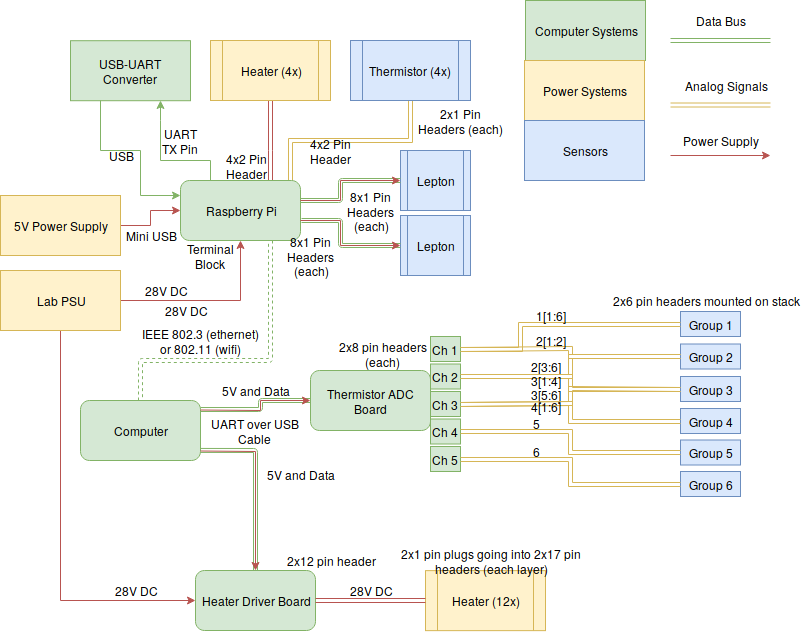 Computer Systems
Data Bus
USB-UART
Converter
Heater (4x)
Thermistor (4x)
Power Systems
Analog Signals
2x1 Pin
Headers (each)
UART
TX Pin
4x2 Pin
Header
Power Supply
USB
4x2 Pin
Header
Sensors
Lepton
Raspberry Pi
8x1 Pin
Headers
(each)
5V Power Supply
Mini USB
Terminal
Block
8x1 Pin
Headers
(each)
Lepton
Lab PSU
28V DC
28V DC
2x6 pin headers mounted on stack
IEEE 802.3 (ethernet)
or 802.11 (wifi)
2x8 pin headers
(each)
1[1:6]
Group 1
Ch 1
2[1:2]
Group 2
Ch 2
2[3:6]
3[1:4]
Group 3
5V and Data
Thermistor ADC
Board
Ch 3
3[5:6]
4[1:6]
Group 4
Computer
UART over USB
Cable
Ch 4
5
Group 5
Ch 5
6
Group 6
5V and Data
2x12 pin header
2x1 pin plugs going into 2x17 pin
headers (each layer)
28V DC
Heater Driver Board
28V DC
Heater (12x)